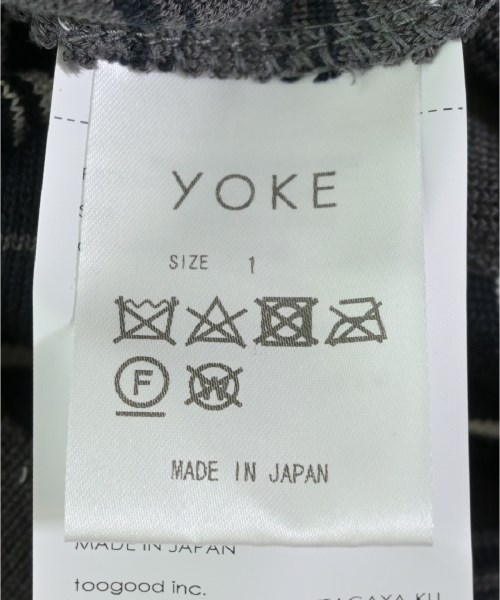 YOKE
SIZE 1
F
W
MADE IN JAPAN
MADE IN JAPAN
toogood inc.